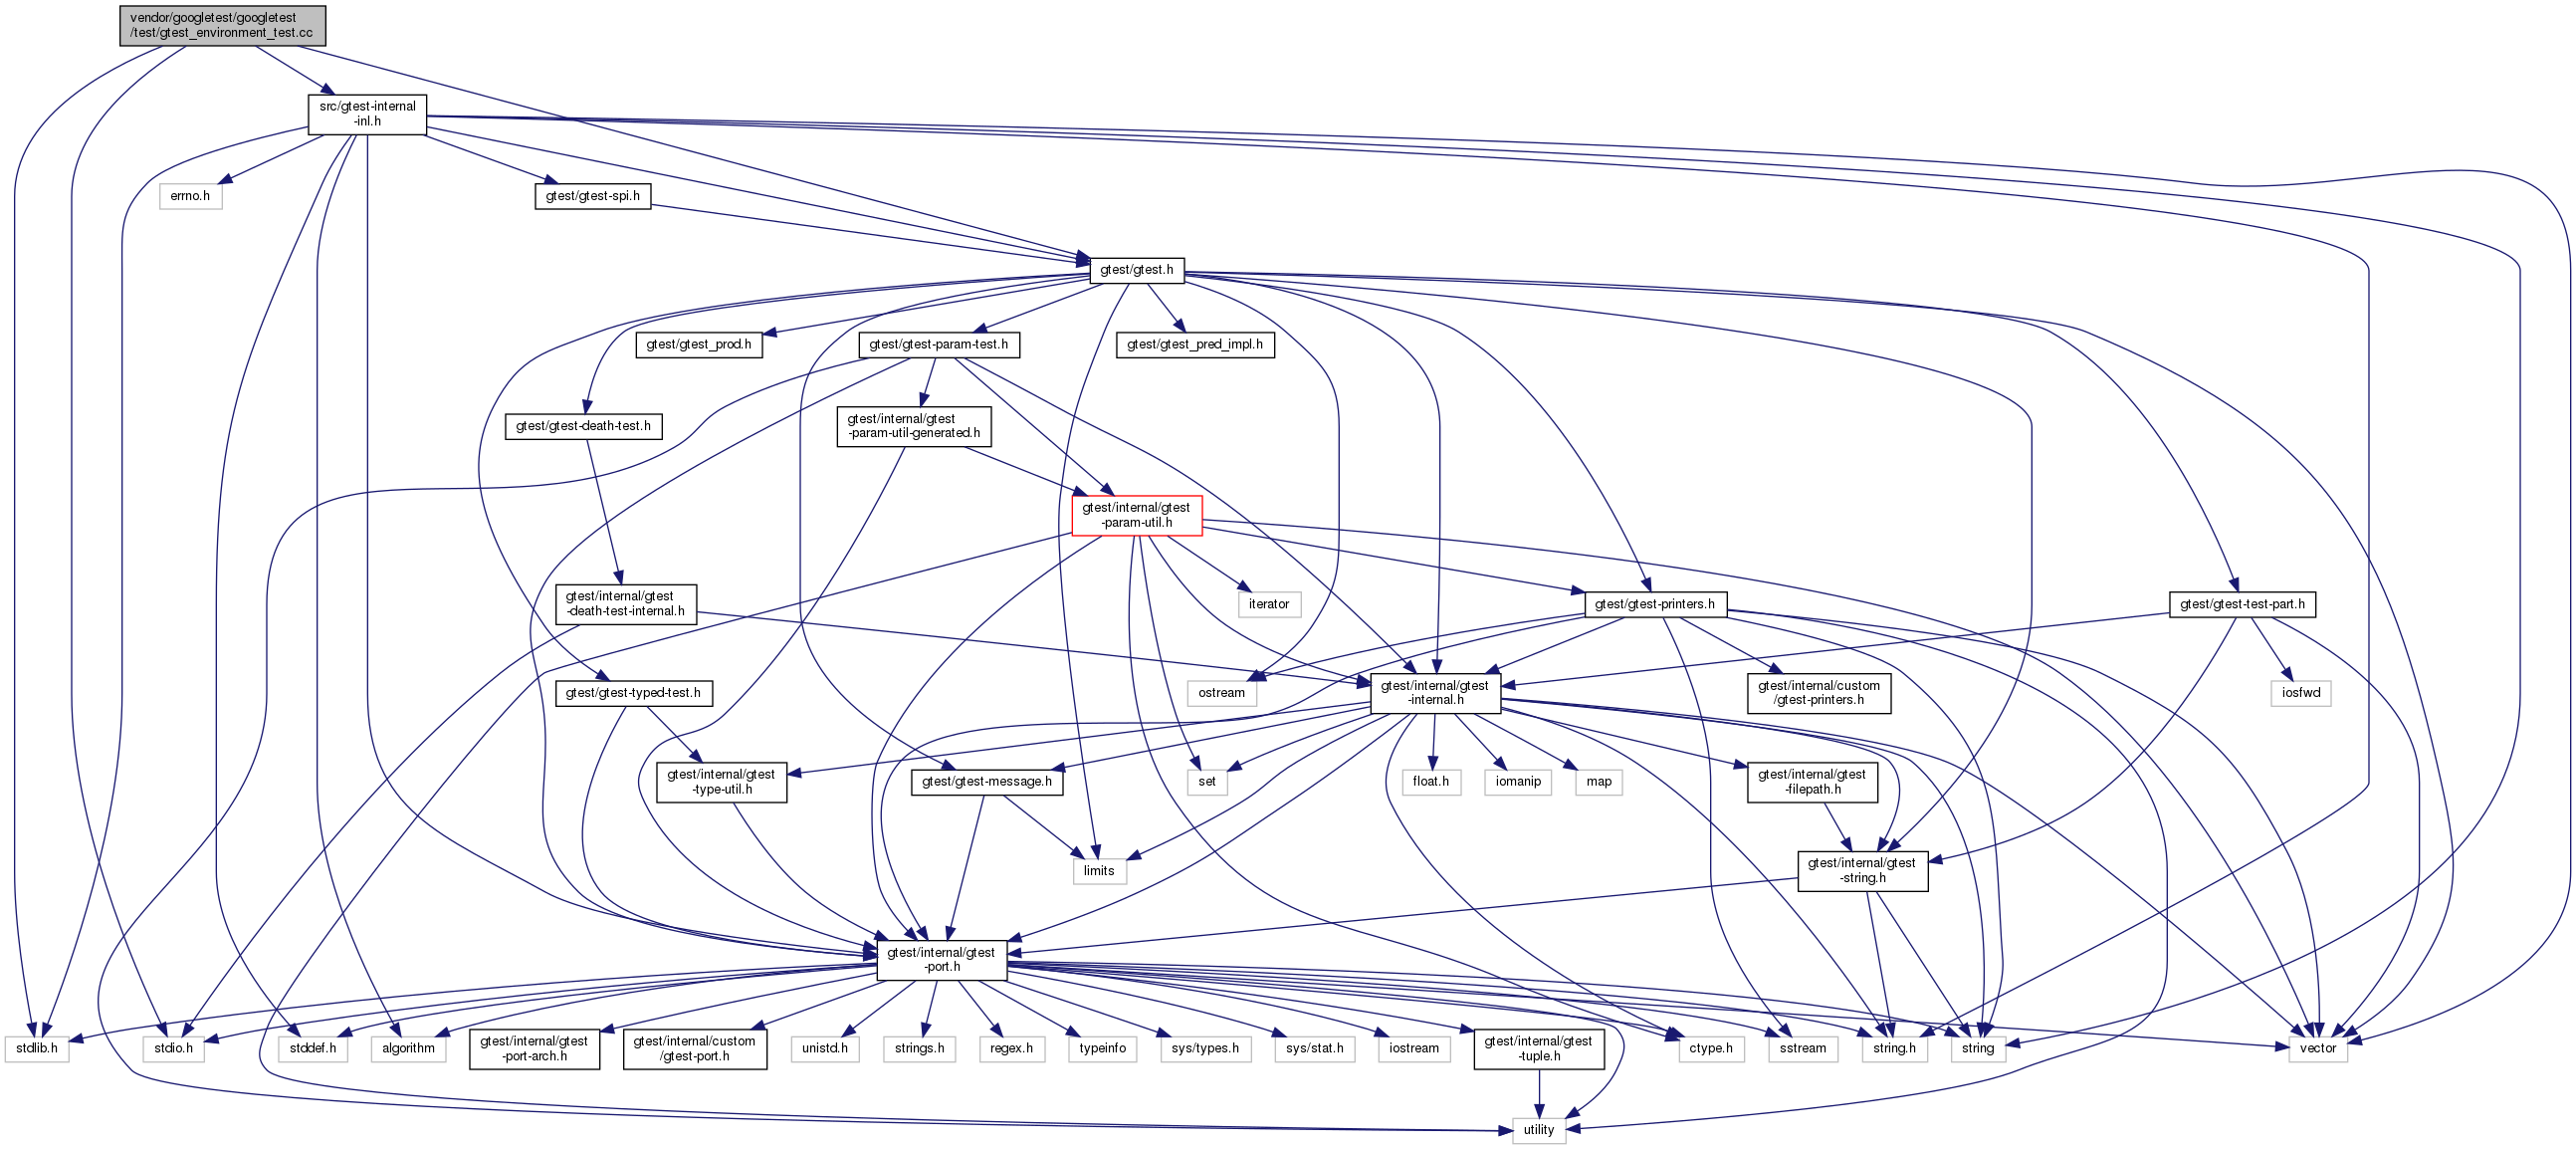 vendor/googletest/googletest
/test/gtest_environment_test.cc
src/gtest-internal
-inl.h
errno.h
gtest/gtest-spi.h
gtest/gtest.h
gtest/gtest_prod.h
gtest/gtest-param-test.h
gtest/gtest_pred_impl.h
gtest/gtest-death-test.h
gtest/internal/gtest
-param-util-generated.h
gtest/internal/gtest
-param-util.h
gtest/internal/gtest
-death-test-internal.h
iterator
gtest/gtest-printers.h
gtest/gtest-test-part.h
gtest/gtest-typed-test.h
ostream
gtest/internal/gtest
-internal.h
gtest/internal/custom
/gtest-printers.h
iosfwd
gtest/internal/gtest
-type-util.h
gtest/gtest-message.h
set
float.h
iomanip
map
gtest/internal/gtest
-filepath.h
limits
gtest/internal/gtest
-string.h
gtest/internal/gtest
-port.h
stdlib.h
stdio.h
stddef.h
algorithm
gtest/internal/gtest
-port-arch.h
gtest/internal/custom
/gtest-port.h
unistd.h
strings.h
regex.h
typeinfo
sys/types.h
sys/stat.h
iostream
gtest/internal/gtest
-tuple.h
ctype.h
sstream
string.h
string
vector
utility